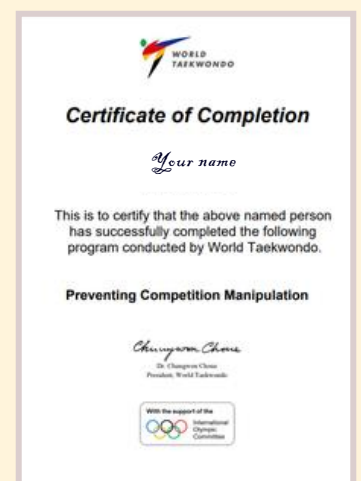 WORLD
TAEKWONDO
Certificate of Completion
Your name
This is to certify that the above named person
has successfully completed the following
program conducted by World Taekwondo.
Preventing Competition Manipulation
Chungwon Choue
Dr. Chungwon Choue
President, World Taekwondo
With the support of the
International
Olympic
Committee